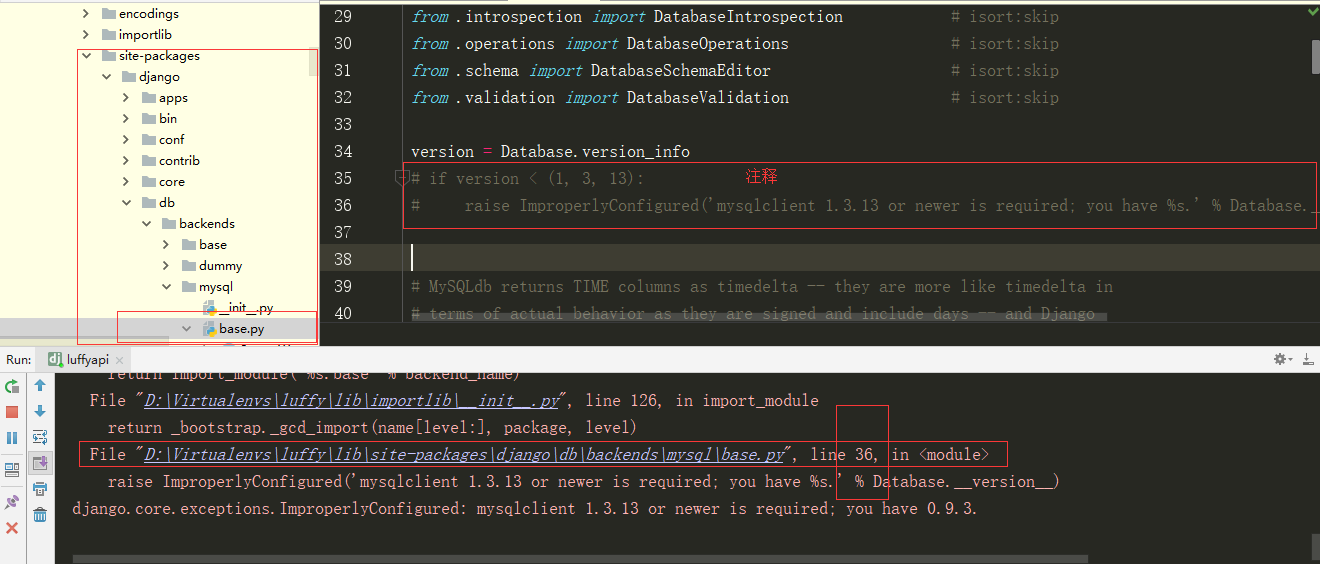 encodings
importlib
site-packages
django
apps
bin
conf
contrib
core
db
backends
base
dummy
mysql
__init__.py
base.py
29 from .introspection import DatabaseIntrospection # isort:skip
30 from .operations import DatabaseOperations # isort:skip
31 from .schema import DatabaseSchemaEditor # isort:skip
32 from .validation import DatabaseValidation # isort:skip
33
34 version = Database.version_info
35 # if version < (1, 3, 13): 注释
36 # raise ImproperlyConfigured('mysqlclient 1.3.13 or newer is required; you have %s.' % Database._
37
38
39 # MySQLdb returns TIME columns as timedelta -- they are more like timedelta in
40 # terms of actual behavior as they are signed and include days -- and Django
Run: dj luffyapi
return import_module('%s.base' % backend_name)
File "D:\Virtualenvs\luffy\lib\importlib\__init__.py", line 126, in import_module
return _bootstrap._gcd_import(name[level:], package, level)
File "D:\Virtualenvs\luffy\lib\site-packages\django\db\backends\mysql\base.py", line 36, in <module>
raise ImproperlyConfigured('mysqlclient 1.3.13 or newer is required; you have %s.' % Database.__version__)
django.core.exceptions.ImproperlyConfigured: mysqlclient 1.3.13 or newer is required; you have 0.9.3.